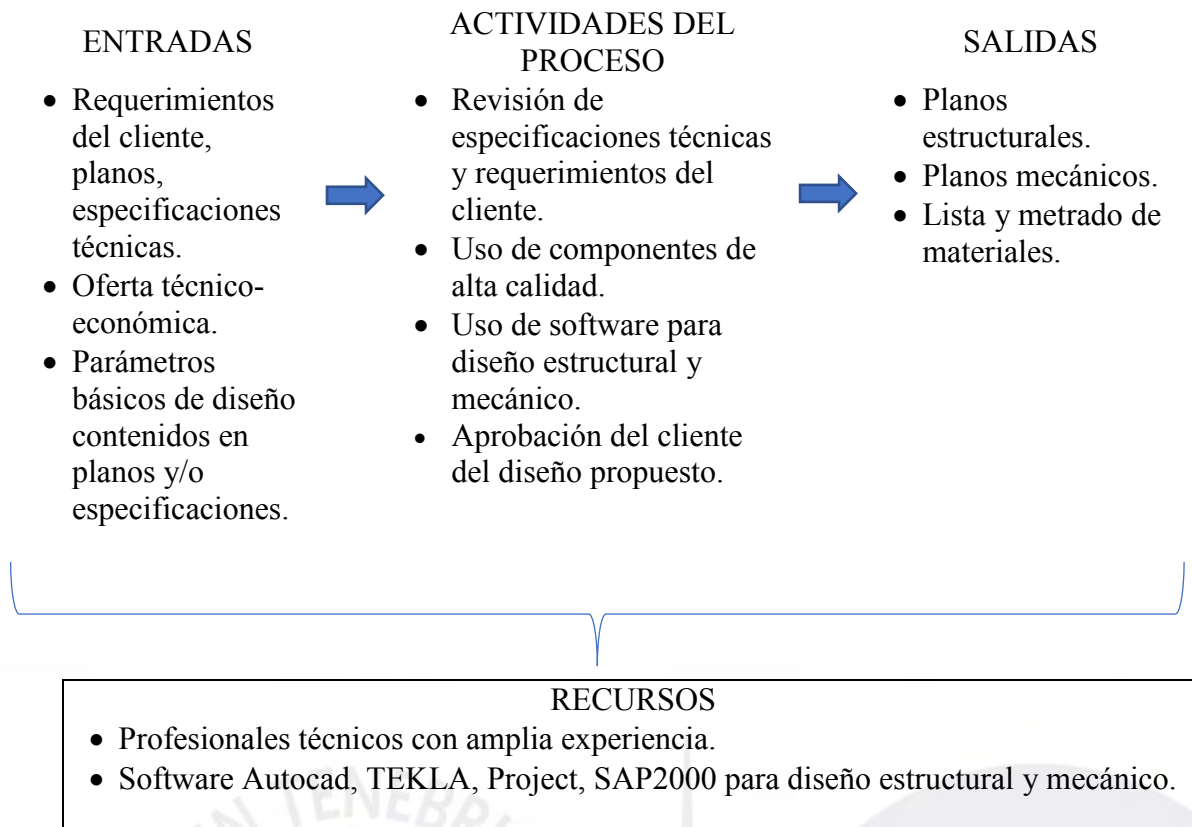 ENTRADAS
• Requerimientos
del cliente,
planos,
especificaciones
técnicas.
• Oferta técnico-
económica.
• Parámetros
básicos de diseño
contenidos en
planos y/o
especificaciones.
ACTIVIDADES DEL
PROCESO
• Revisión de
especificaciones técnicas
y requerimientos del
cliente.
• Uso de componentes de
alta calidad.
• Uso de software para
diseño estructural y
mecánico.
• Aprobación del cliente
del diseño propuesto.
SALIDAS
• Planos
estructurales.
• Planos mecánicos.
• Lista y metrado de
materiales.
RECURSOS
• Profesionales técnicos con amplia experiencia.
• Software Autocad, TEKLA, Project, SAP2000 para diseño estructural y mecánico.